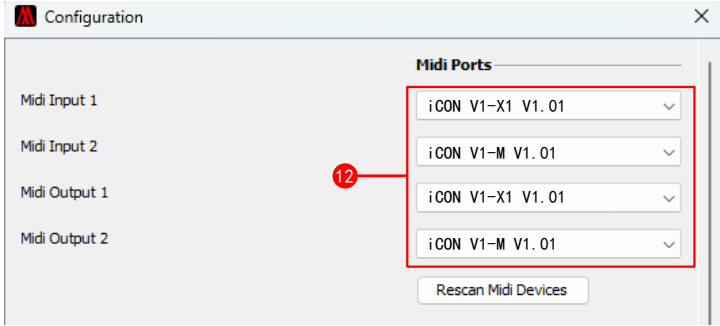 Configuration
Midi Ports
Midi Input 1
iCON V1-X1 V1.01
Midi Input 2
iCON V1-M V1.01
12
Midi Output 1
iCON V1-X1 V1.01
Midi Output 2
iCON V1-M V1.01
Rescan Midi Devices